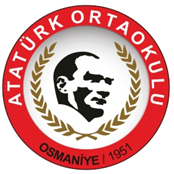 ATATÜRK ORTAOKULU
OSMANİYE / 1951